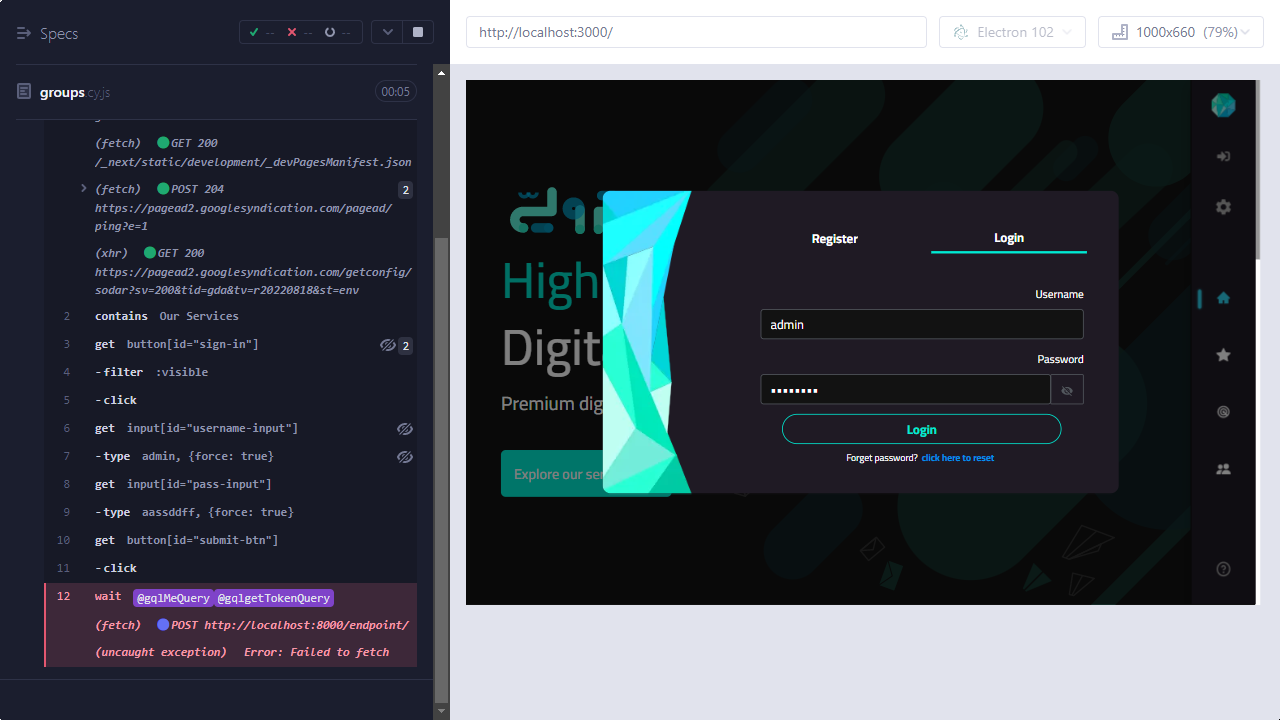 Specs
-- -- --
http://localhost:3000/
Electron 102
1000x660 (79%)
groups.cy.js
00:05
(fetch) GET 200
/_next/static/development/_devPagesManifest.json
(fetch) POST 204
2
https://pagead2.googlesyndication.com/pagead/
ping?e=1
(xhr) GET 200
https://pagead2.googlesyndication.com/getconfig/
sodar?sv=200&tid=gda&tv=r20220818&st=env
2 contains Our Services
3 get button[id="sign-in"]
2
4 -filter :visible
5 -click
6 get input[id="username-input"]
7 -type admin, {force: true}
8 get input[id="pass-input"]
9 -type aassddff, {force: true}
10 get button[id="submit-btn"]
11 -click
12 wait @gqlMeQuery @gqlgetTokenQuery
(fetch) POST http://localhost:8000/endpoint/
(uncaught exception) Error: Failed to fetch
High
Digit
Premium dig
Explore our se
Register
Login
Username
admin
Password
••••••••
Login
Forget password? click here to reset